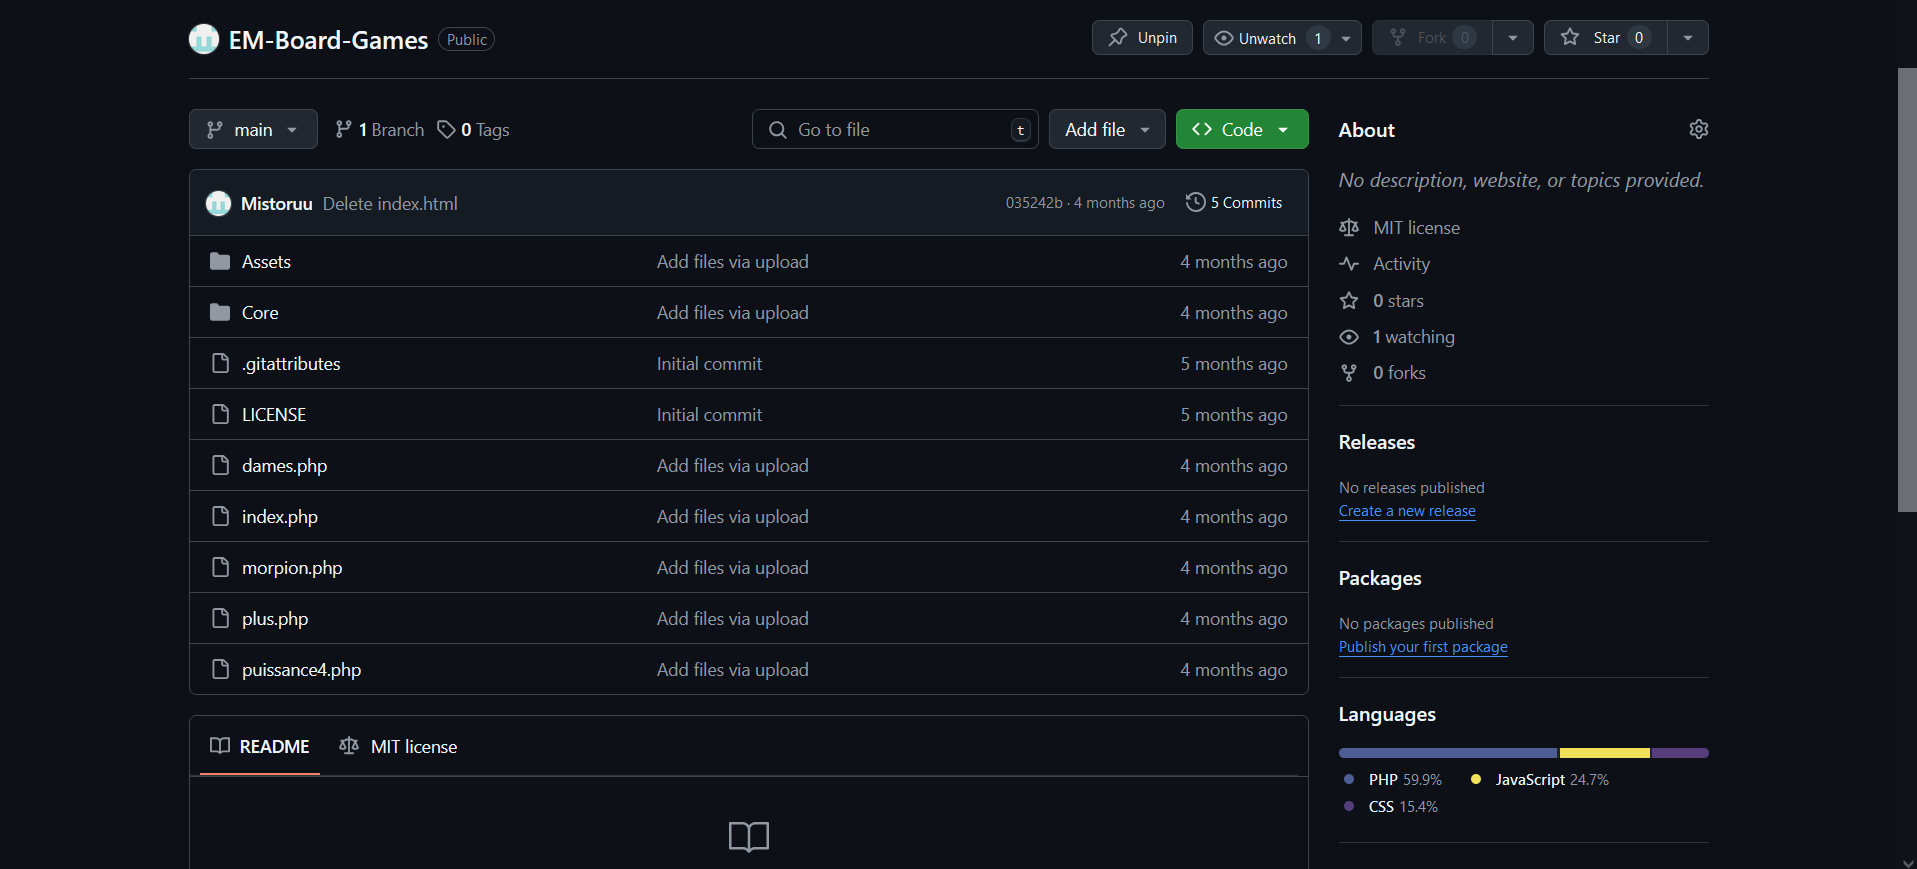 EM-Board-Games Public
Unpin
Unwatch 1
Fork 0
Star 0
main
1 Branch
0 Tags
Go to file t
Add file
Code
Mistoruu Delete index.html 035242b · 4 months ago 5 Commits
Assets Add files via upload 4 months ago
Core Add files via upload 4 months ago
.gitattributes Initial commit 5 months ago
LICENSE Initial commit 5 months ago
dames.php Add files via upload 4 months ago
index.php Add files via upload 4 months ago
morpion.php Add files via upload 4 months ago
plus.php Add files via upload 4 months ago
puissance4.php Add files via upload 4 months ago
README MIT license
About
No description, website, or topics provided.
MIT license
Activity
0 stars
1 watching
0 forks
Releases
No releases published
Create a new release
Packages
No packages published
Publish your first package
Languages
PHP 59.9% JavaScript 24.7%
CSS 15.4%